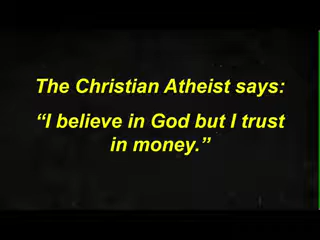 The Christian Atheist says:
“I believe in God but I trust
in money.”